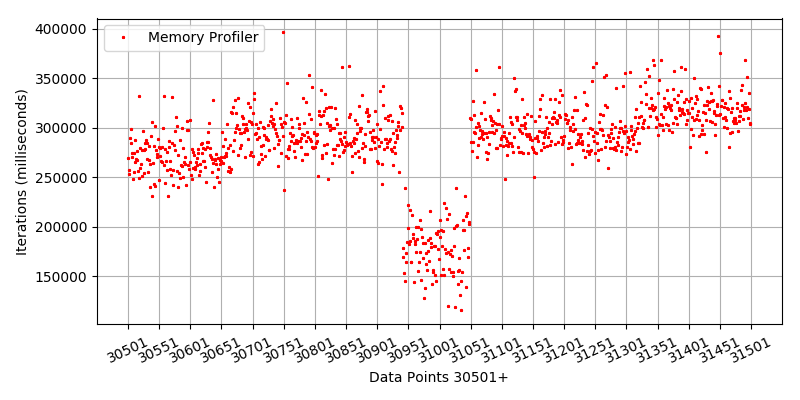 Memory Profiler
400000
350000
300000
250000
200000
150000
Iterations (milliseconds)
30501 30551 30601 30651 30701 30751 30801 30851 30901 30951 31001 31051 31101 31151 31201 31251 31301 31351 31401 31451 31501
Data Points 30501+